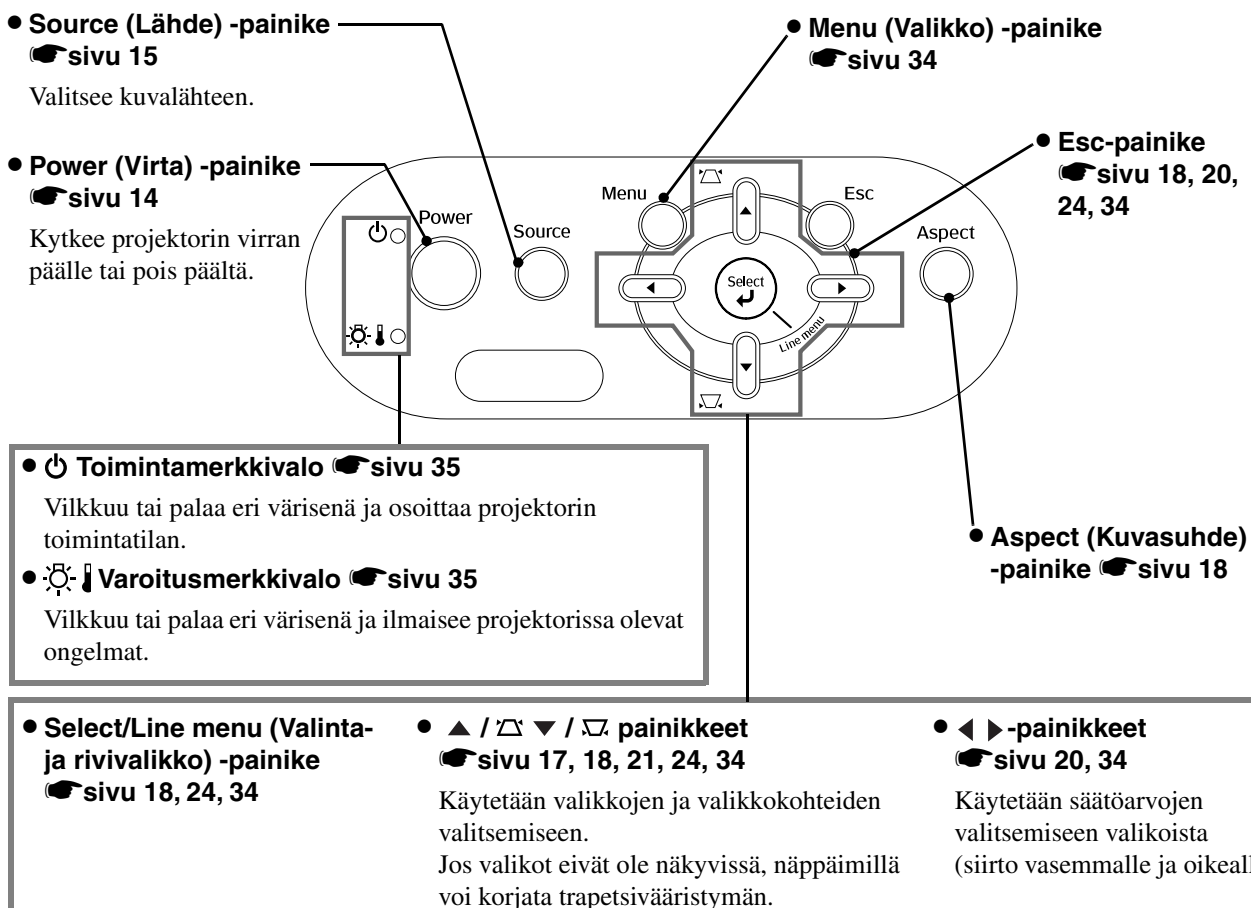 ● Source (Lähde) -painike
☛sivu 15
Valitsee kuvalähteen.
● Power (Virta) -painike
☛sivu 14
Kytkee projektorin virran
päälle tai pois päältä.
● Menu (Valikko) -painike
☛sivu 34
● Esc-painike
☛sivu 18, 20,
24, 34
Power
Source
Menu
Esc
Aspect
Select
Line menu
● Aspect (Kuvasuhde)
-painike ☛sivu 18
● ⏻ Toimintamerkkivalo ☛sivu 35
Vilkkuu tai palaa eri värisenä ja osoittaa projektorin
toimintatilan.
● Varoitusmerkkivalo ☛sivu 35
Vilkkuu tai palaa eri värisenä ja ilmaisee projektorissa olevat
ongelmat.
● Select/Line menu (Valinta-
ja rivivalikko) -painike
☛sivu 18, 24, 34
● ▲ / ▼ / painikkeet
☛sivu 17, 18, 21, 24, 34
Käytetään valikkojen ja valikkokohteiden
valitsemiseen.
Jos valikot eivät ole näkyvissä, näppäimillä
voi korjata trapetsivääristymän.
● ◀ ▶-painikkeet
☛sivu 20, 34
Käytetään säätöarvojen
valitsemiseen valikoista
(siirto vasemmalle ja oikeall